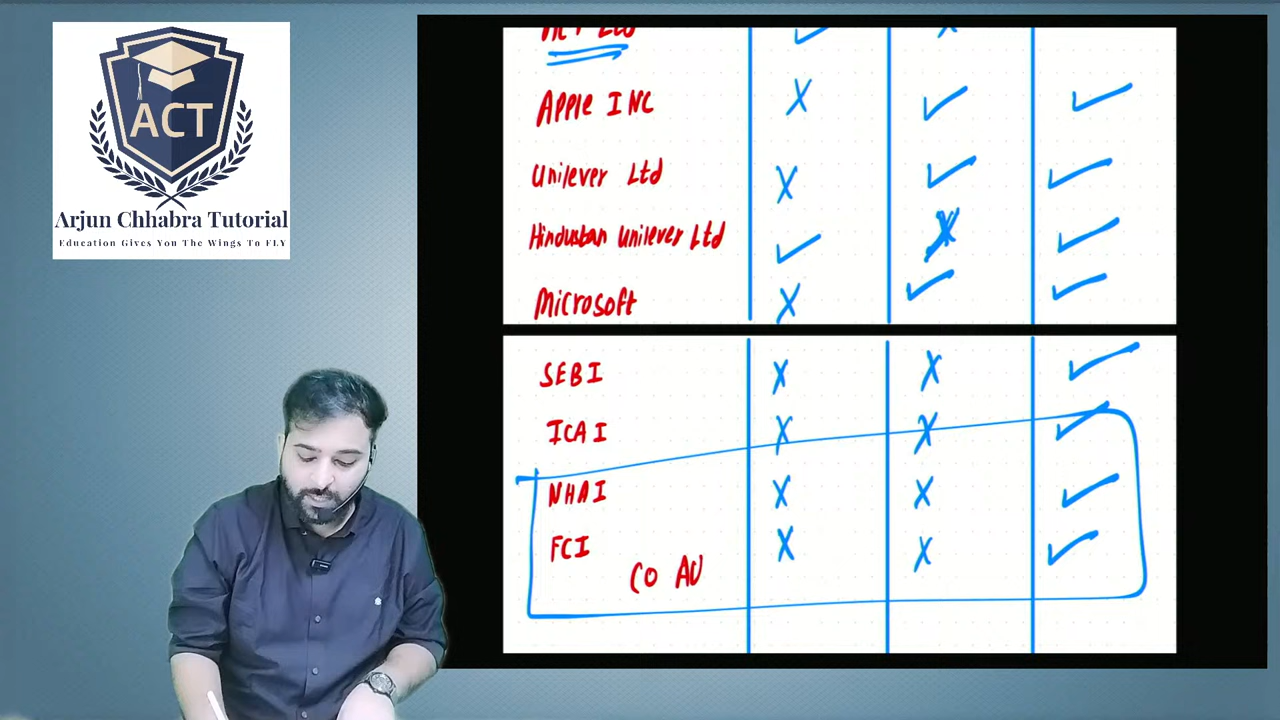 ACT
Arjun Chhabra Tutorial
Education Gives You The Wings To FLY
APPle INC
Unilever Ltd
Hindustan Unilever Ltd
Microsoft
SEBI
ICAI
NHAI
FCI
CO AU